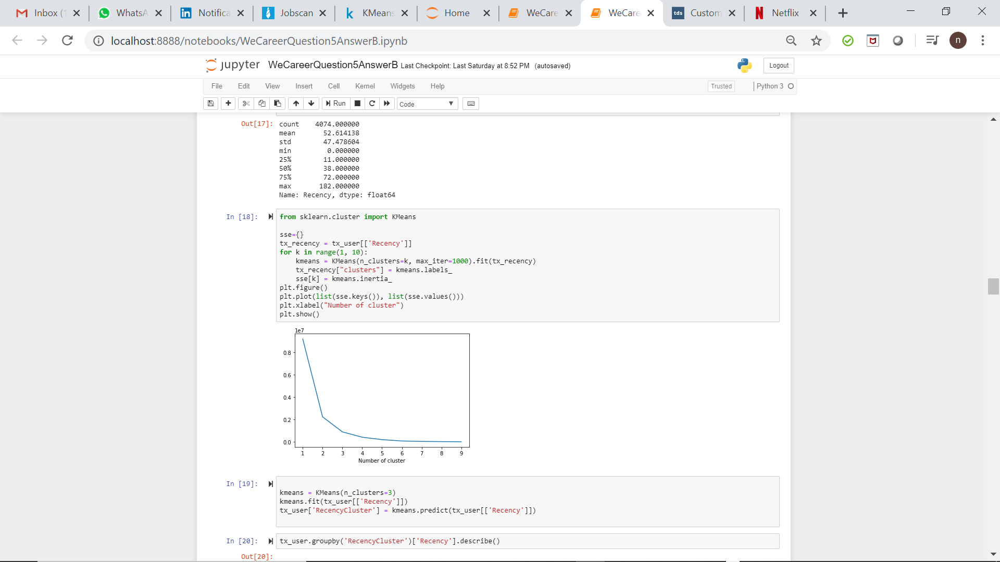 Inbox (1
WhatsA
Notifica
Jobscan
KMeans
Home
WeCare
WeCare
tds Custom
Netflix
localhost:8888/notebooks/WeCareerQuestion5AnswerB.ipynb
n
jupyter WeCareerQuestion5AnswerB Last Checkpoint: Last Saturday at 8:52 PM (autosaved)
Logout
File Edit View Insert Cell Kernel Widgets Help
Trusted
Python 3
Run
Code
Out[17]: count 4074.000000
mean 52.614138
std 47.478604
min 0.000000
25% 11.000000
50% 38.000000
75% 72.000000
max 182.000000
Name: Recency, dtype: float64
In [18]: from sklearn.cluster import KMeans
sse={}
tx_recency = tx_user[['Recency']]
for k in range(1, 10):
    kmeans = KMeans(n_clusters=k, max_iter=1000).fit(tx_recency)
    tx_recency["clusters"] = kmeans.labels_
    sse[k] = kmeans.inertia_
plt.figure()
plt.plot(list(sse.keys()), list(sse.values()))
plt.xlabel("Number of cluster")
plt.show()
1e7
0.8
0.6
0.4
0.2
0.0
1 2 3 4 5 6 7 8 9
Number of cluster
In [19]:
kmeans = KMeans(n_clusters=3)
kmeans.fit(tx_user[['Recency']])
tx_user['RecencyCluster'] = kmeans.predict(tx_user[['Recency']])
In [20]: tx_user.groupby('RecencyCluster')['Recency'].describe()
Out[20]: